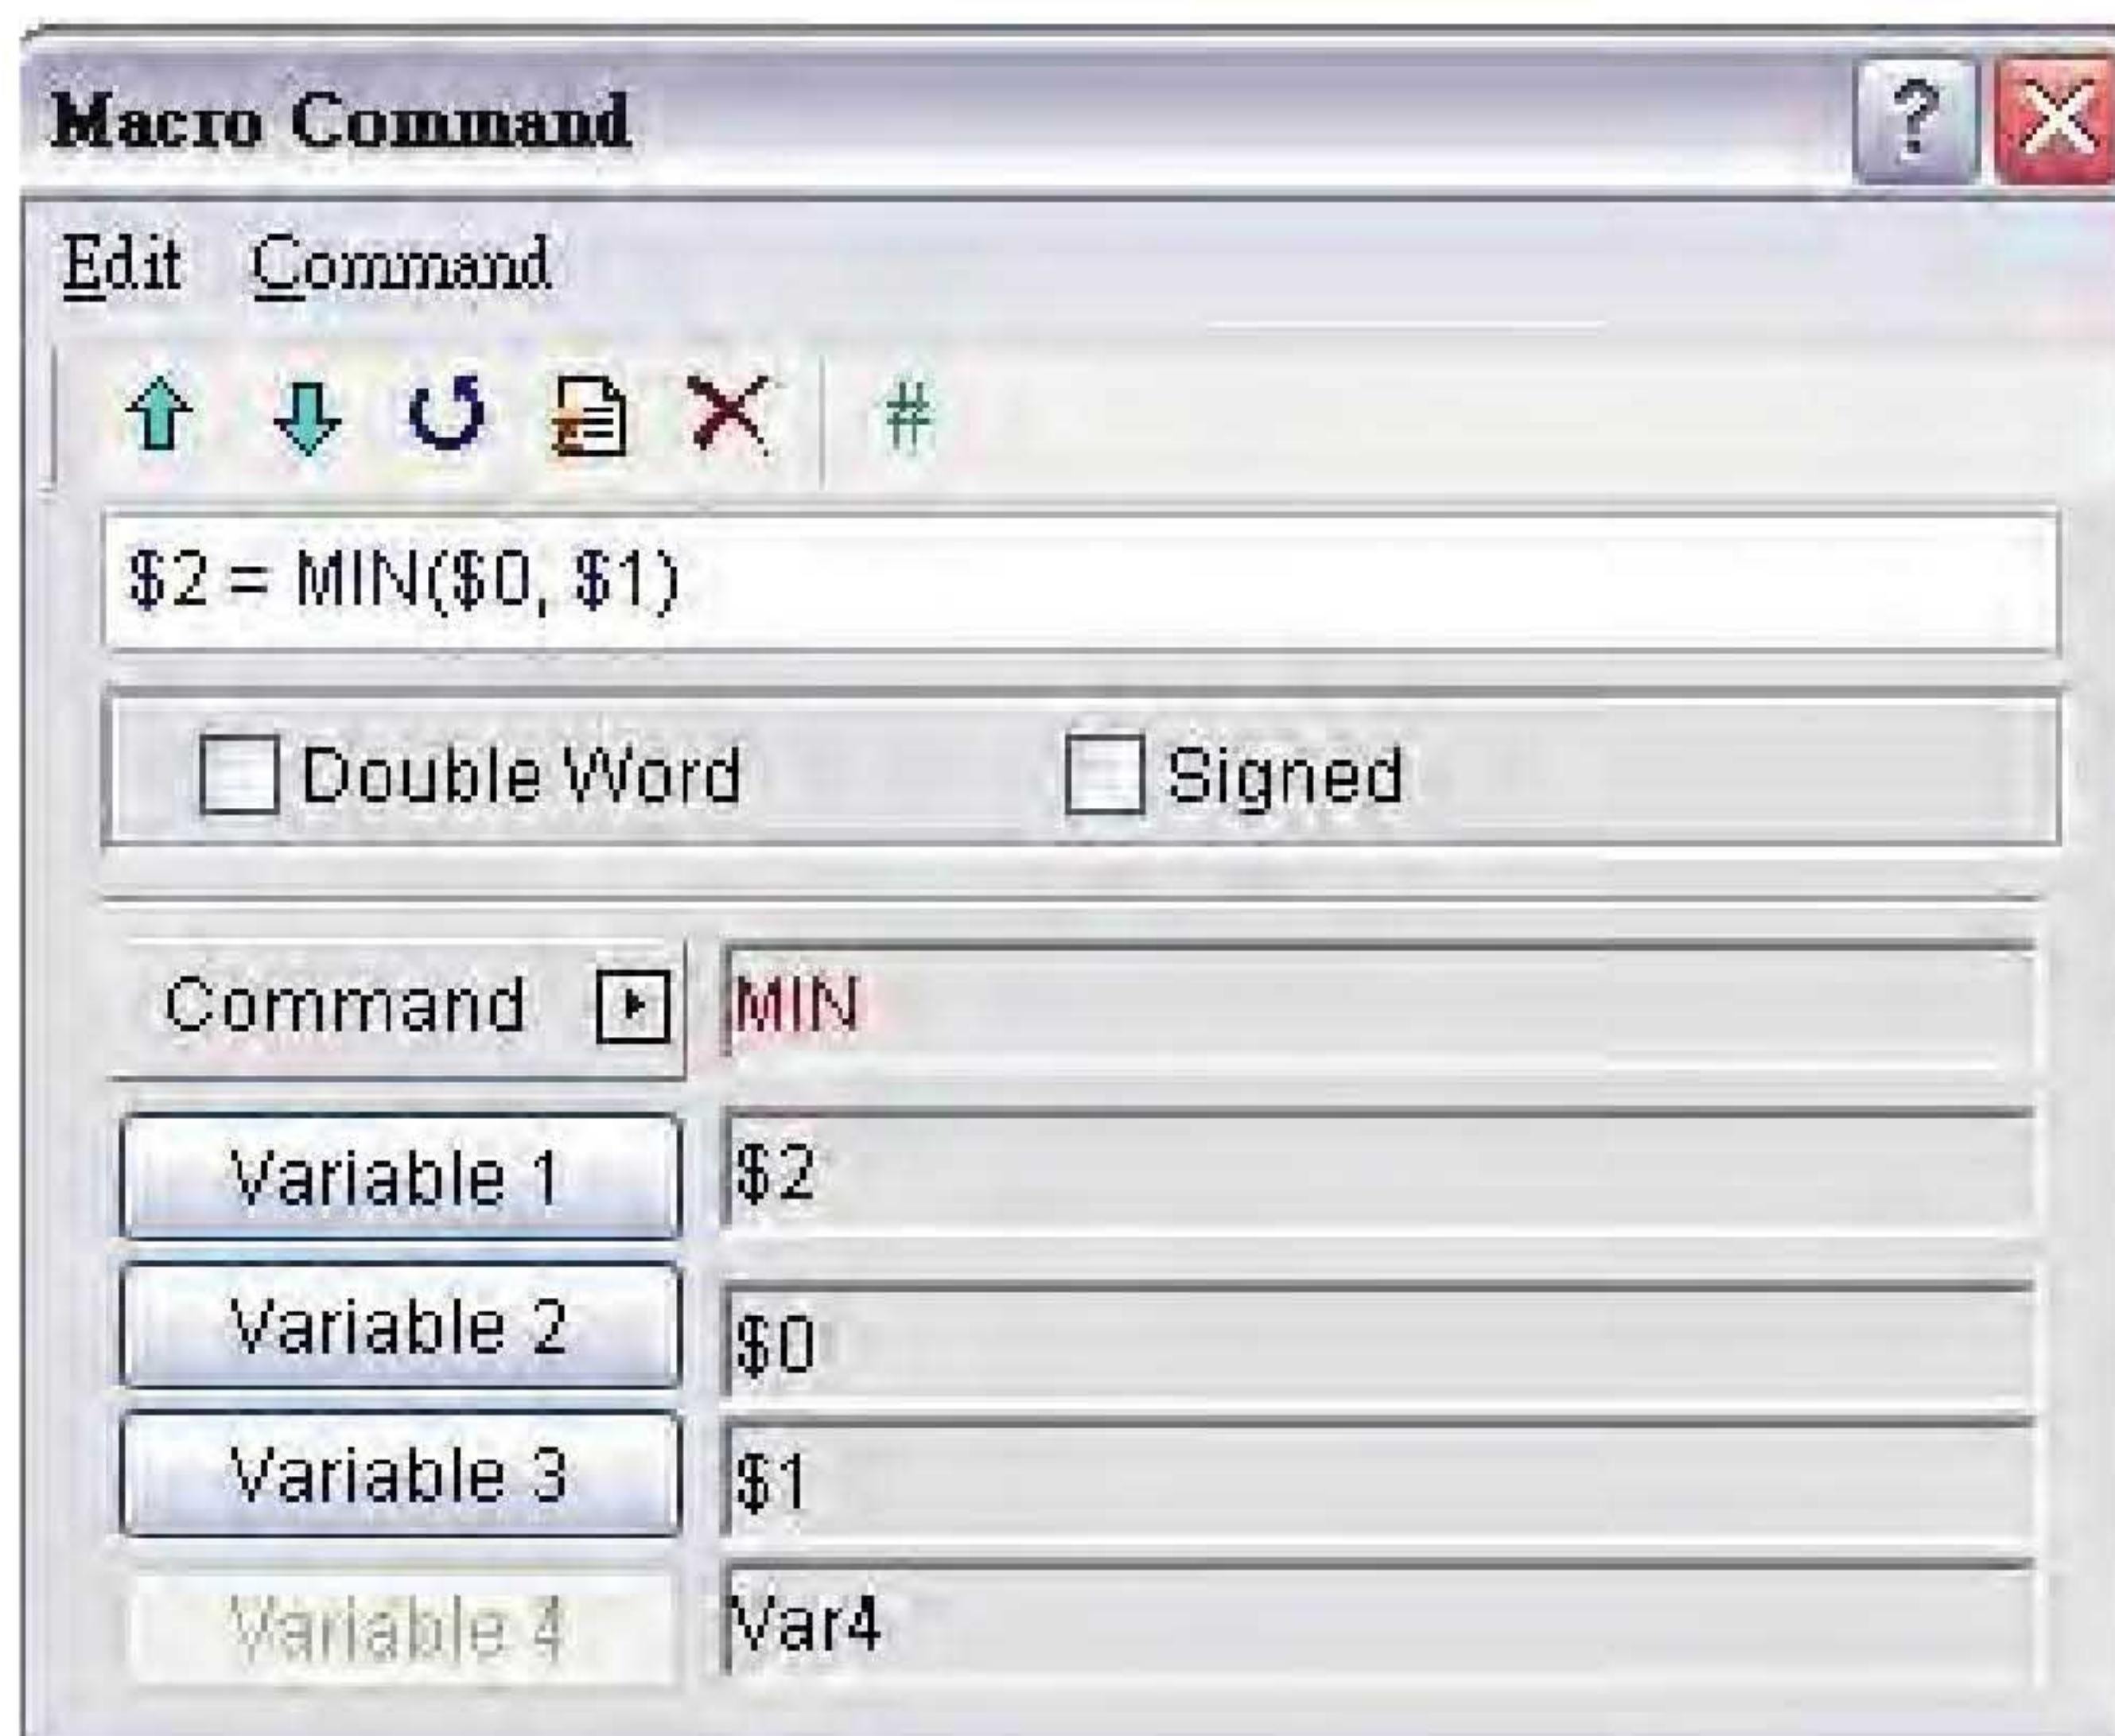 Macro Command ?
Edit Command
#
$2 = MIN($0, $1)
Double Word Signed
Command MIN
Variable 1 $2
Variable 2 $0
Variable 3 $1
Variable 4 Var4